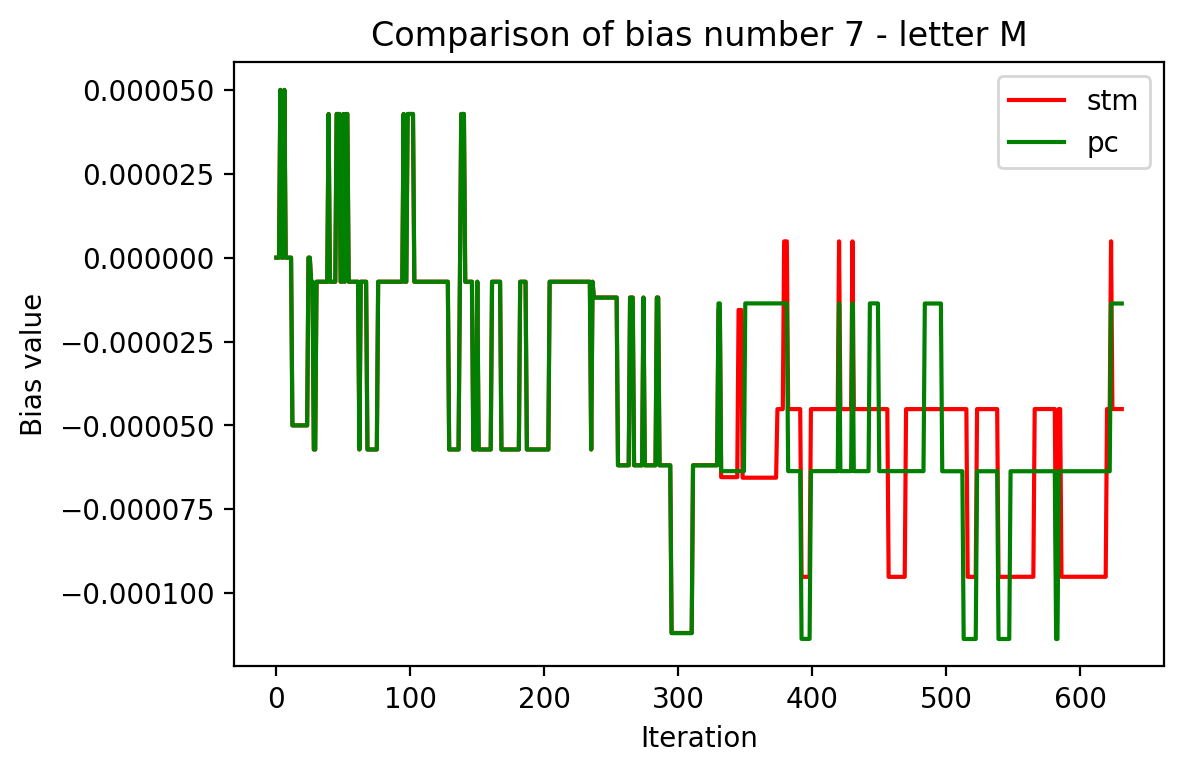 Comparison of bias number 7 - letter M
stm
pc
0.000050
0.000025
0.000000
−0.000025
−0.000050
−0.000075
−0.000100
Bias value
0 100 200 300 400 500 600
Iteration